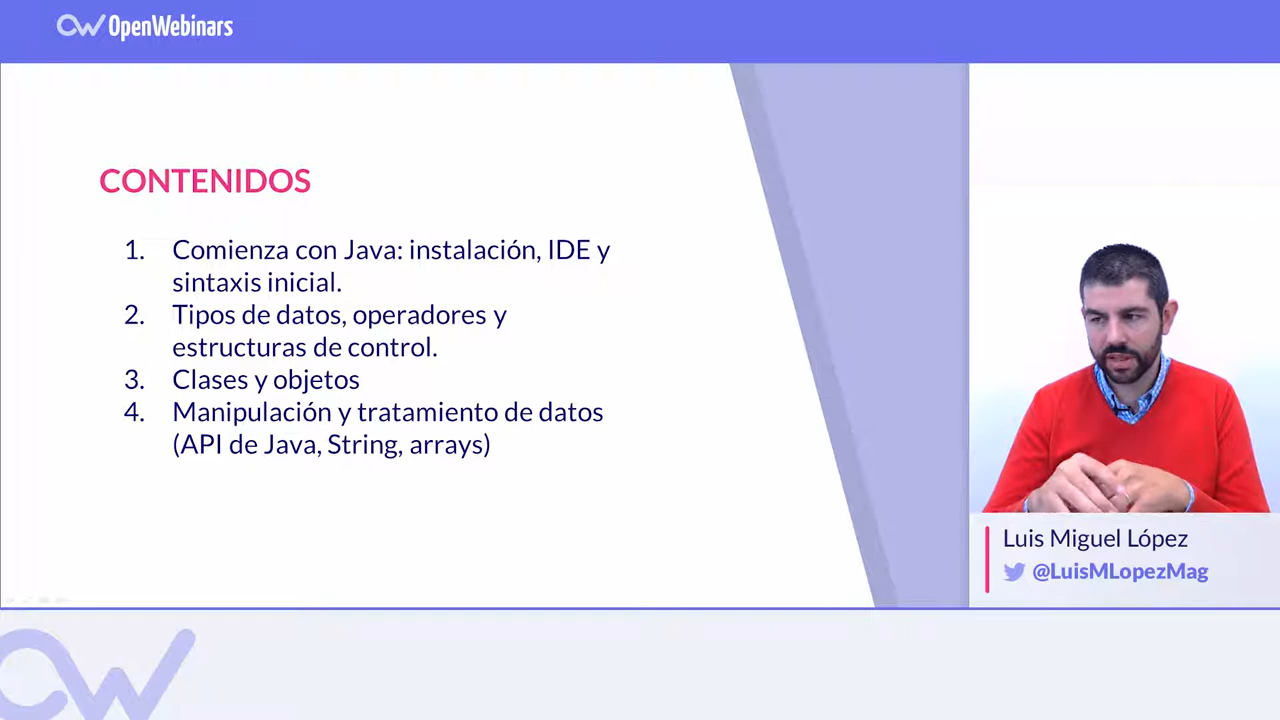 OpenWebinars
CONTENIDOS
1. Comienza con Java: instalación, IDE y
sintaxis inicial.
2. Tipos de datos, operadores y
estructuras de control.
3. Clases y objetos
4. Manipulación y tratamiento de datos
(API de Java, String, arrays)
Luis Miguel López
@LuisMLopezMag